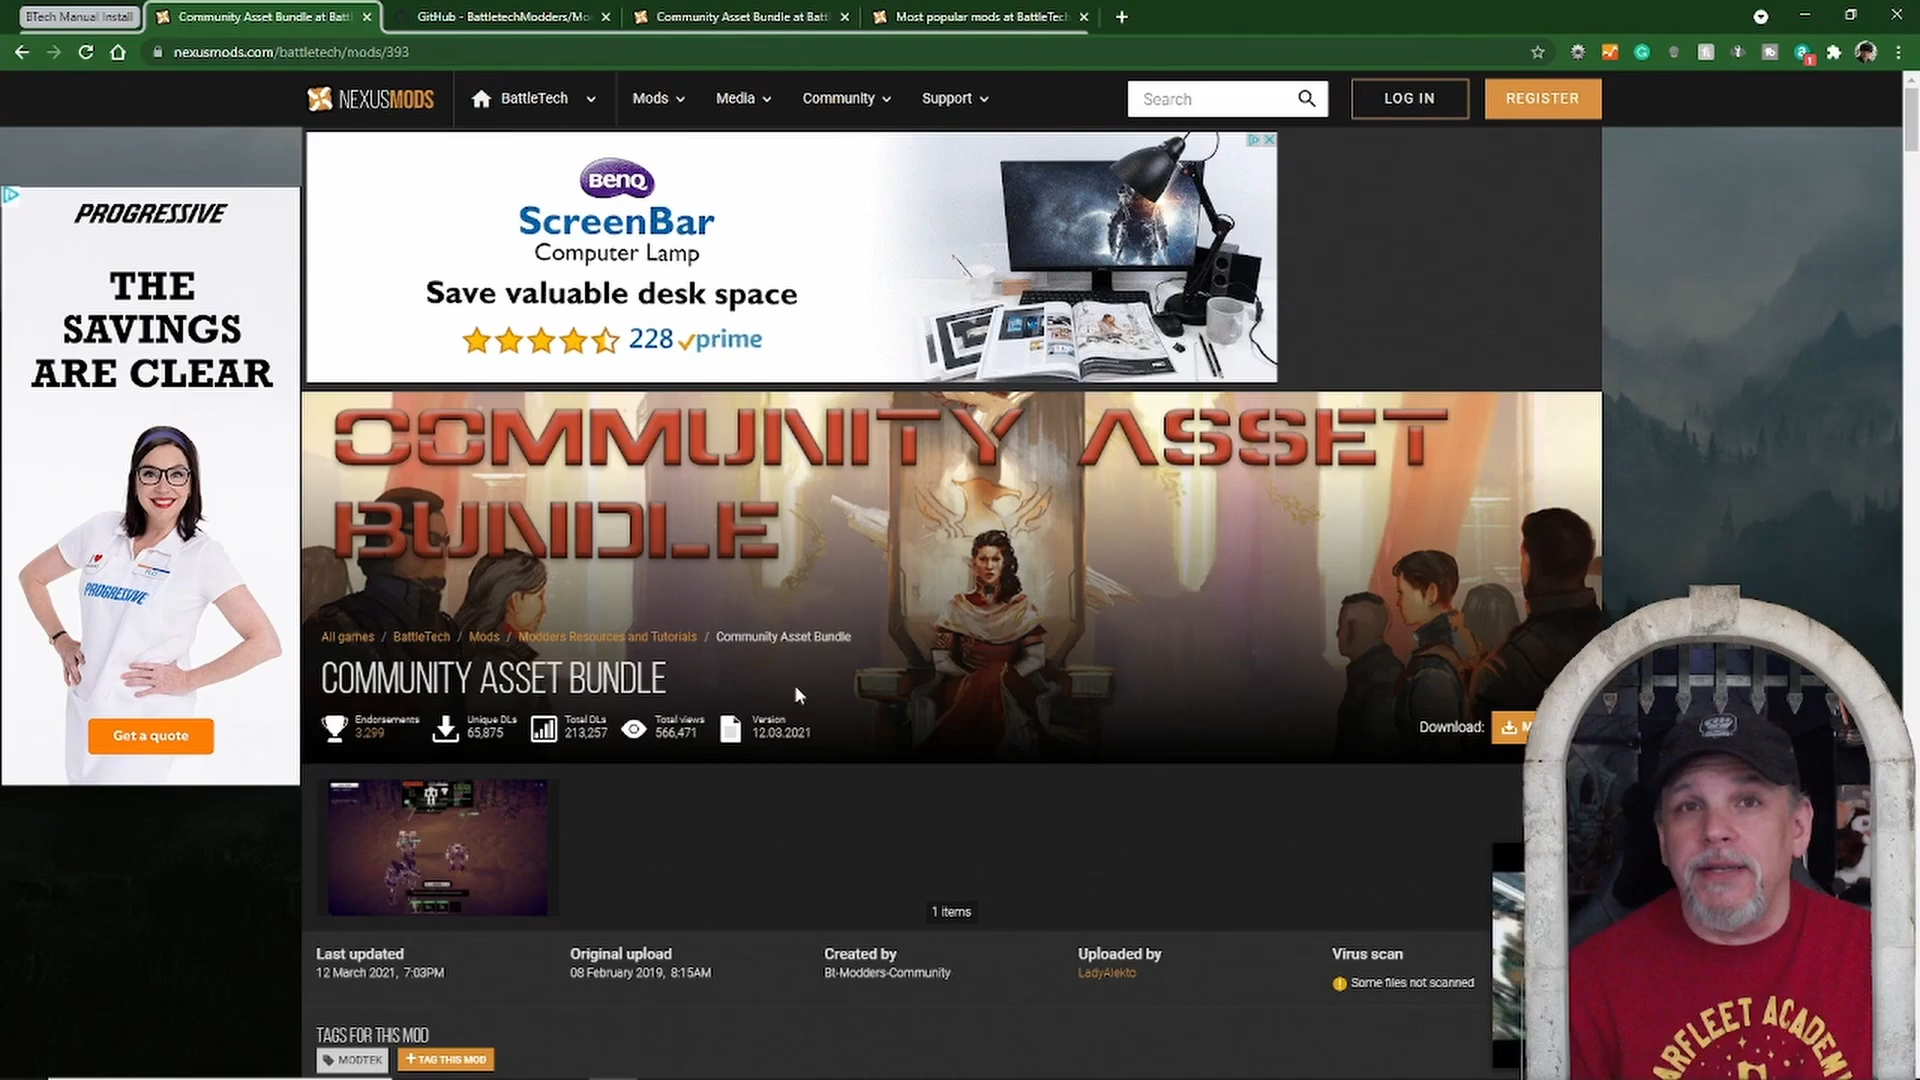 BTech Manual Install
Community Asset Bundle at Battl
GitHub - BattletechModders/Mo
Community Asset Bundle at Batt
Most popular mods at BattleTech
nexusmods.com/battletech/mods/393
1
NEXUSMODS
BattleTech
Mods
Media
Community
Support
Search
LOG IN
REGISTER
PROGRESSIVE
THE
SAVINGS
ARE CLEAR
PROGRESSIVE
Get a quote
BenQ
ScreenBar
Computer Lamp
Save valuable desk space
228 prime
COMMUNITY ASSET
BUNDLE
All games / BattleTech / Mods / Modders Resources and Tutorials / Community Asset Bundle
COMMUNITY ASSET BUNDLE
Endorsements
3,299
Unique DLs
65,875
Total DLs
213,257
Total views
566,471
Version
12.03.2021
Download:
M
1 items
Last updated
12 March 2021, 7:03PM
Original upload
08 February 2019, 8:15AM
Created by
Bt-Modders-Community
Uploaded by
LadyAlekto
Virus scan
Some files not scanned
TAGS FOR THIS MOD
MODTEK
+ TAG THIS MOD
ARFLEET ACADEM